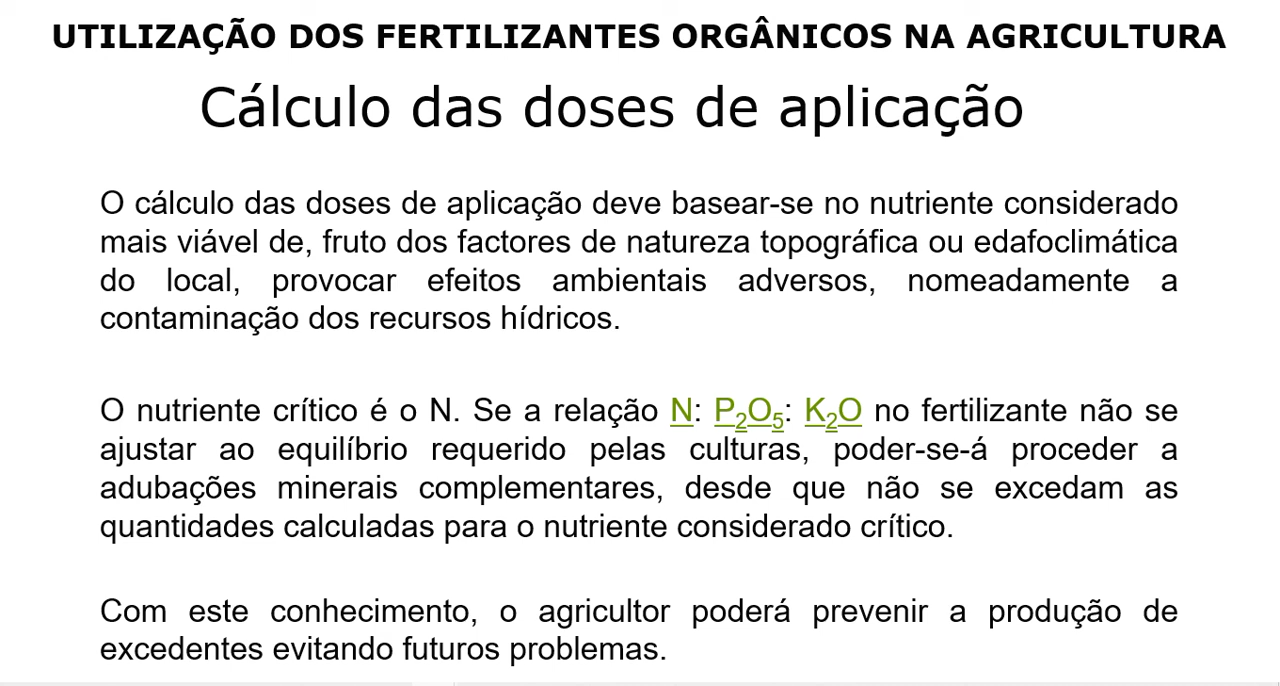 UTILIZAÇÃO DOS FERTILIZANTES ORGÂNICOS NA AGRICULTURA
Cálculo das doses de aplicação
O cálculo das doses de aplicação deve basear-se no nutriente considerado
mais viável de, fruto dos factores de natureza topográfica ou edafoclimática
do local, provocar efeitos ambientais adversos, nomeadamente a
contaminação dos recursos hídricos.
O nutriente crítico é o N. Se a relação N: P₂O₅: K₂O no fertilizante não se
ajustar ao equilíbrio requerido pelas culturas, poder-se-á proceder a
adubações minerais complementares, desde que não se excedam as
quantidades calculadas para o nutriente considerado crítico.
Com este conhecimento, o agricultor poderá prevenir a produção de
excedentes evitando futuros problemas.